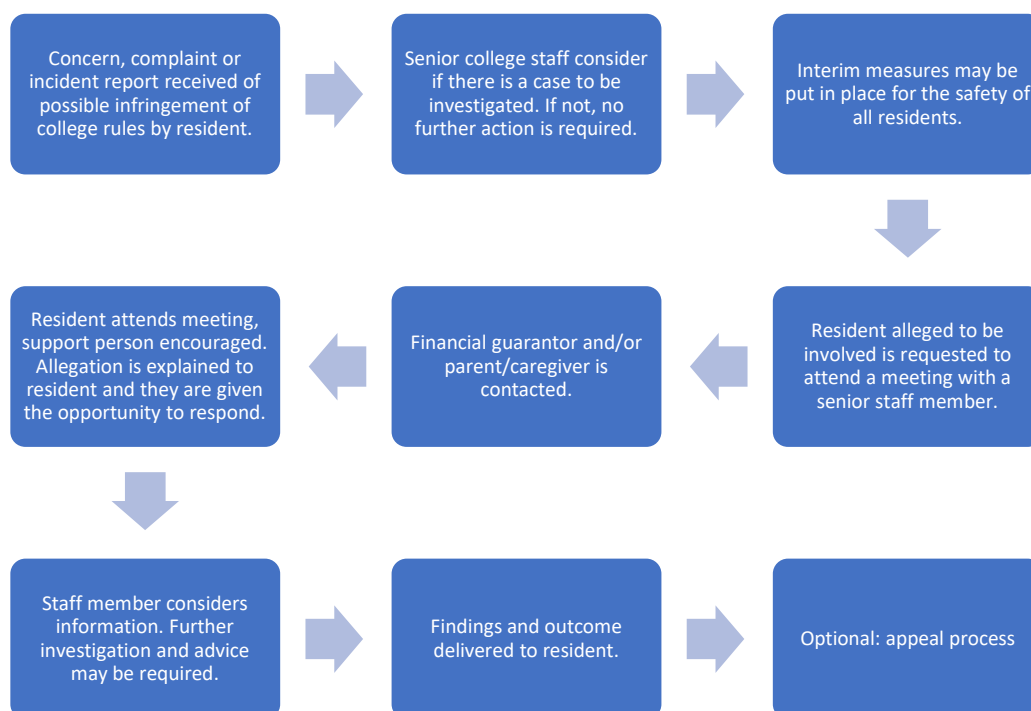 Concern, complaint or
incident report received of
possible infringement of
college rules by resident.
Senior college staff consider
if there is a case to be
investigated. If not, no
further action is required.
Interim measures may be
put in place for the safety of
all residents.
Resident alleged to be
involved is requested to
attend a meeting with a
senior staff member.
Financial guarantor and/or
parent/caregiver is
contacted.
Resident attends meeting,
support person encouraged.
Allegation is explained to
resident and they are given
the opportunity to respond.
Staff member considers
information. Further
investigation and advice
may be required.
Findings and outcome
delivered to resident.
Optional: appeal process